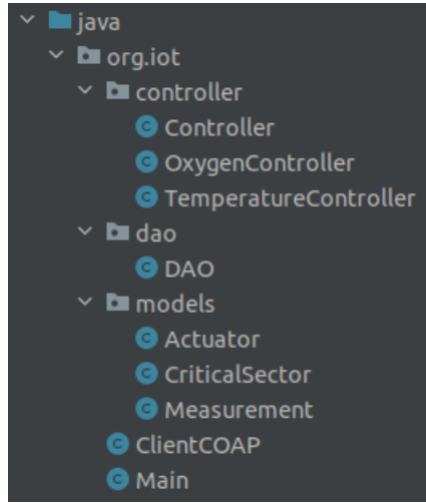 java
org.iot
controller
Controller
OxygenController
TemperatureController
dao
DAO
models
Actuator
CriticalSector
Measurement
ClientCOAP
Main